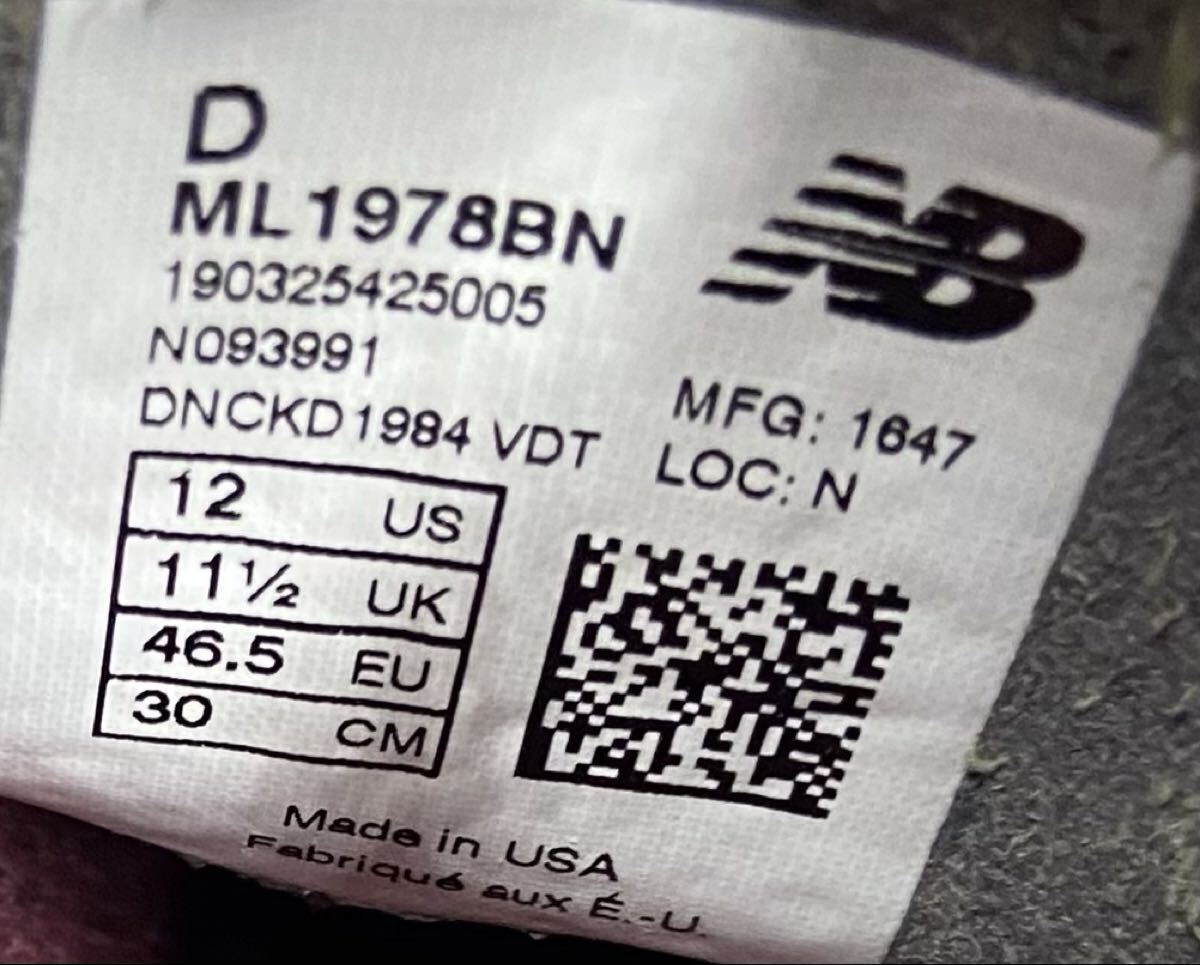 D
ML1978BN
190325425005
N093991
DNCKD1984 VDT
NB
MFG: 1647
LOC: N
12 US
11½ UK
46.5 EU
30 CM
Made in USA
Fabriqué aux É.-U.